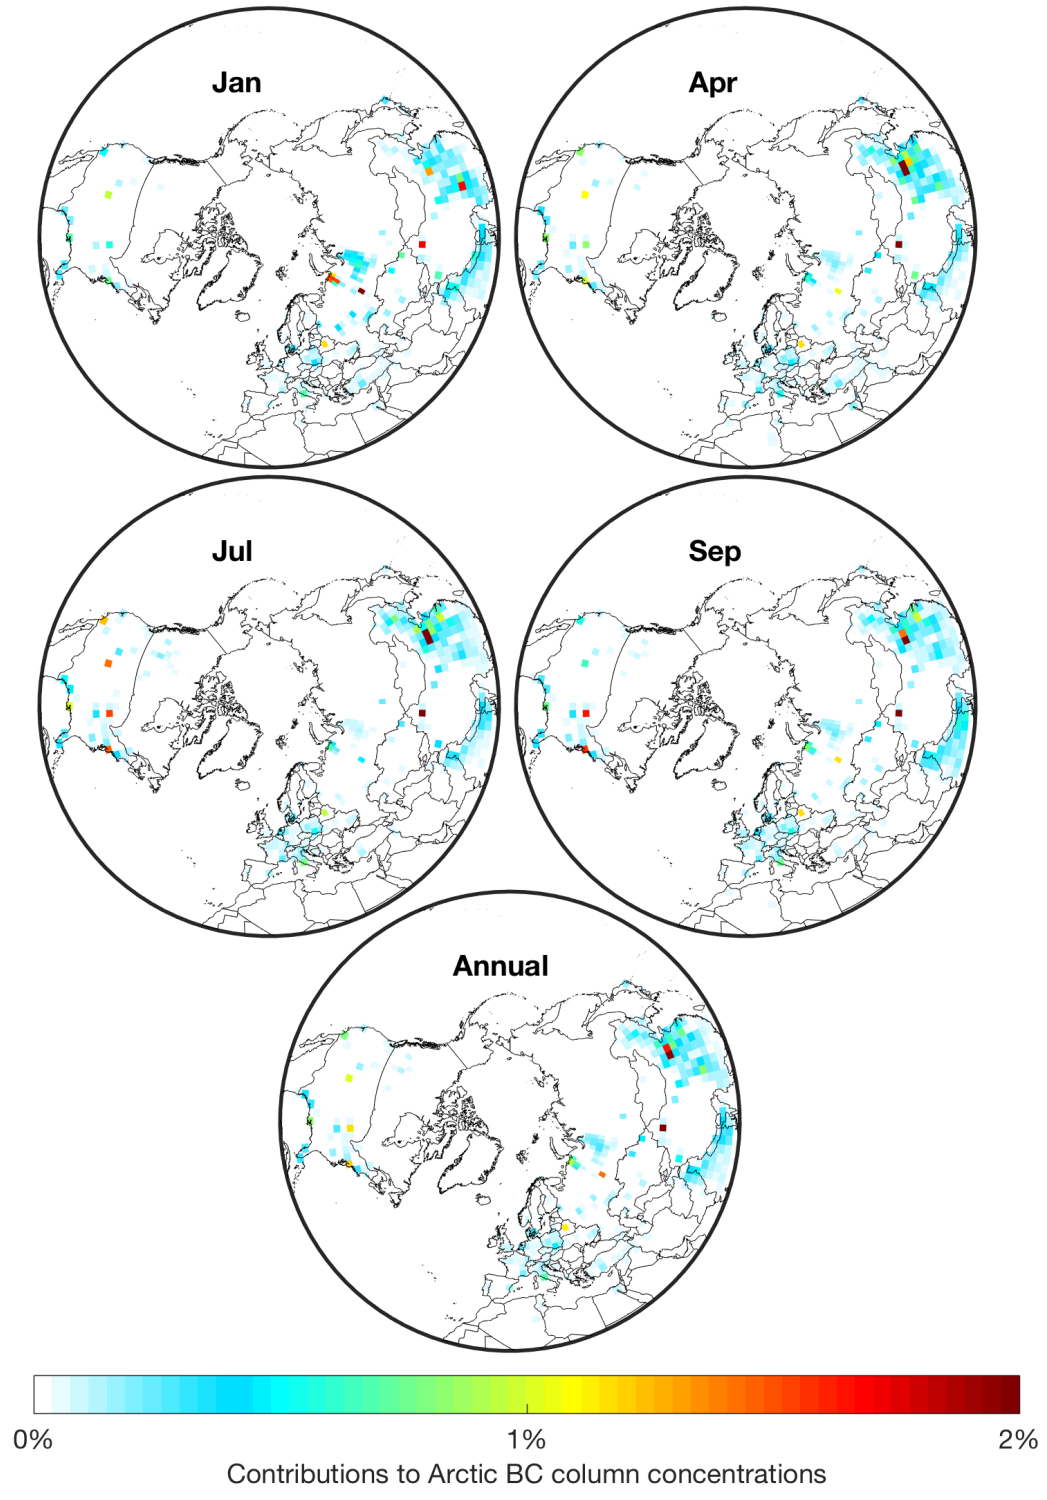 Jan
Apr
Jul
Sep
Annual
0%
1%
2%
Contributions to Arctic BC column concentrations